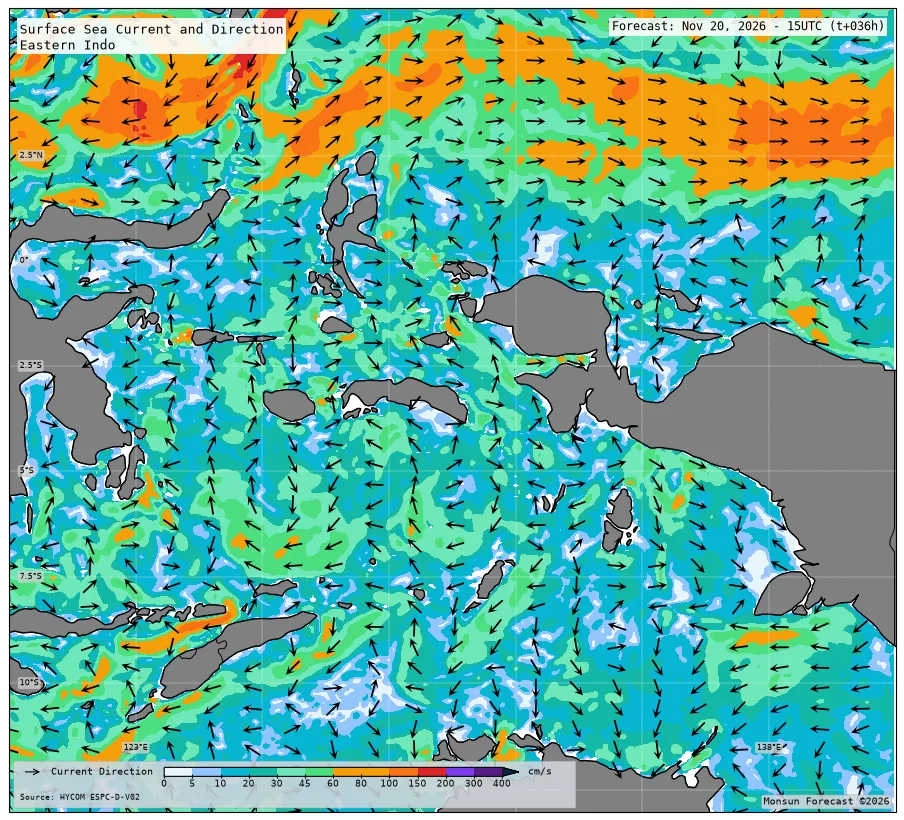 Surface Sea Current and Direction
Eastern Indo
Forecast: Nov 20, 2026 - 15UTC (t+036h)
2.5°N
0°
2.5°S
5°S
7.5°S
10°S
123°E
138°E
Current Direction
0 5 10 20 30 45 60 80 100 150 200 300 400
cm/s
Source: HYCOM ESPC-D-V02
Monsun Forecast ©2026